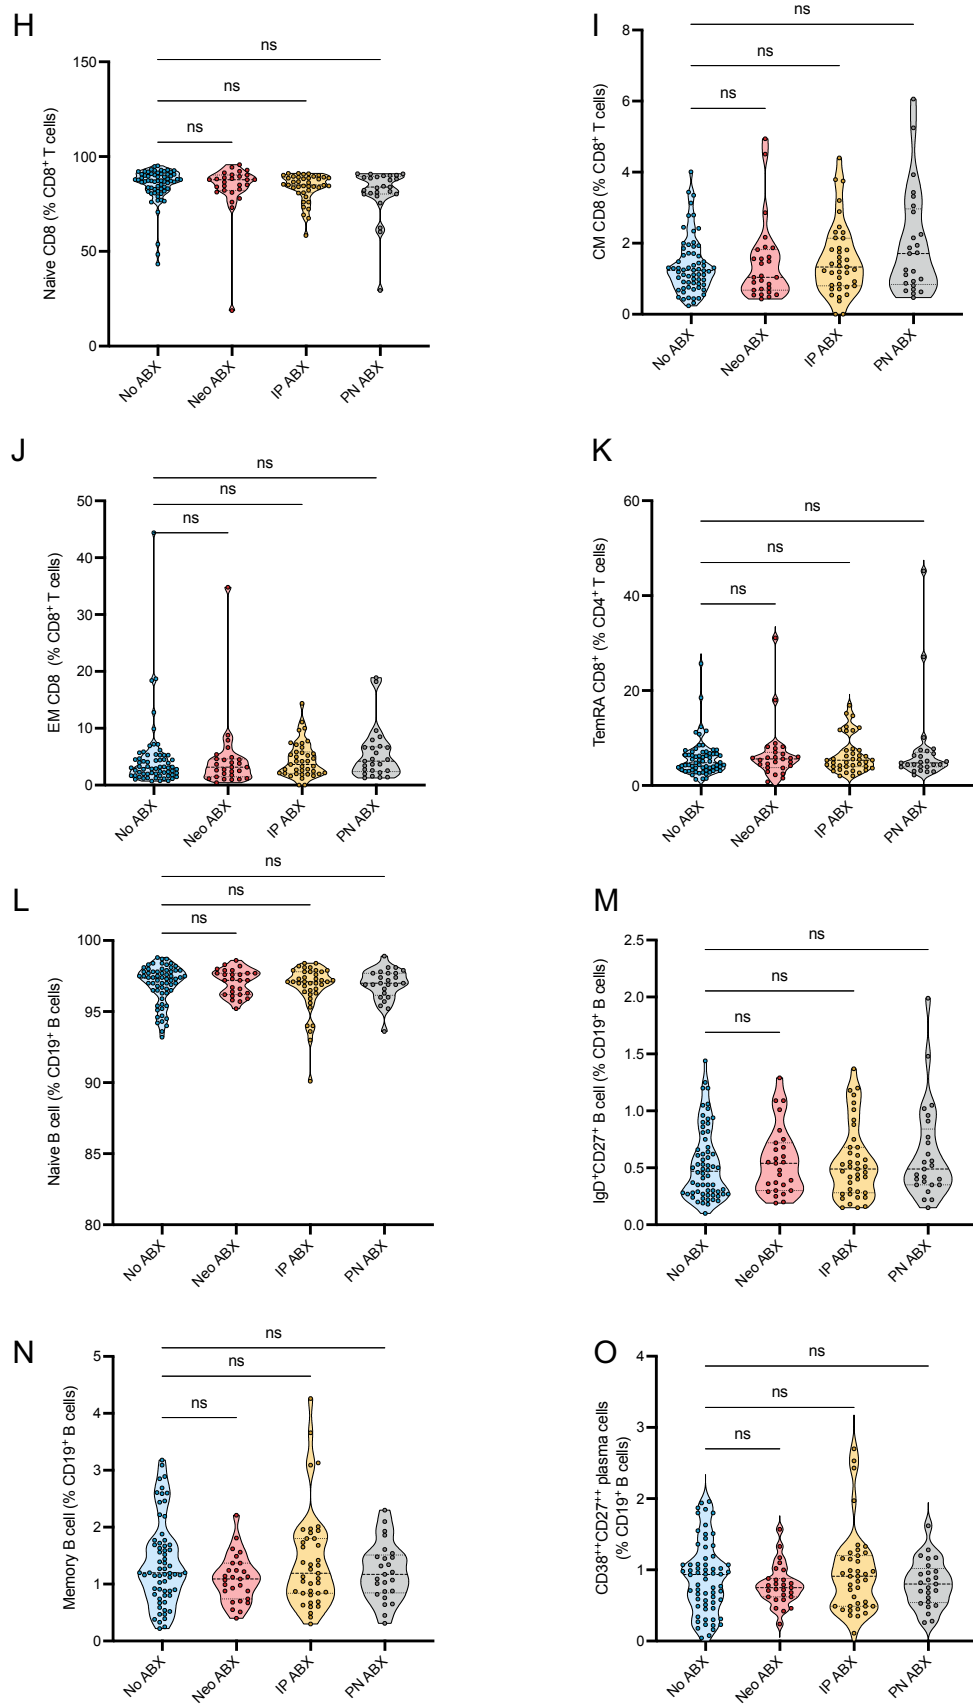 H
ns
ns
ns
150
100
50
0
Naive CD8 (% CD8⁺ T cells)
No ABX
Neo ABX
IP ABX
PN ABX
I
ns
ns
ns
8
6
4
2
0
CM CD8 (% CD8⁺ T cells)
No ABX
Neo ABX
IP ABX
PN ABX
J
ns
ns
ns
50
40
30
20
10
0
EM CD8 (% CD8⁺ T cells)
No ABX
Neo ABX
IP ABX
PN ABX
K
ns
ns
ns
60
40
20
0
TemRA CD8⁺ (% CD4⁺ T cells)
No ABX
Neo ABX
IP ABX
PN ABX
L
ns
ns
ns
100
95
90
85
80
Naive B cell (% CD19⁺ B cells)
No ABX
Neo ABX
IP ABX
PN ABX
M
ns
ns
ns
2.5
2.0
1.5
1.0
0.5
0.0
IgD⁺CD27⁺ B cell (% CD19⁺ B cells)
No ABX
Neo ABX
IP ABX
PN ABX
N
ns
ns
ns
5
4
3
2
1
0
Memory B cell (% CD19⁺ B cells)
No ABX
Neo ABX
IP ABX
PN ABX
O
ns
ns
ns
4
3
2
1
0
CD38⁺⁺CD27⁺⁺ plasma cells
(% CD19⁺ B cells)
No ABX
Neo ABX
IP ABX
PN ABX